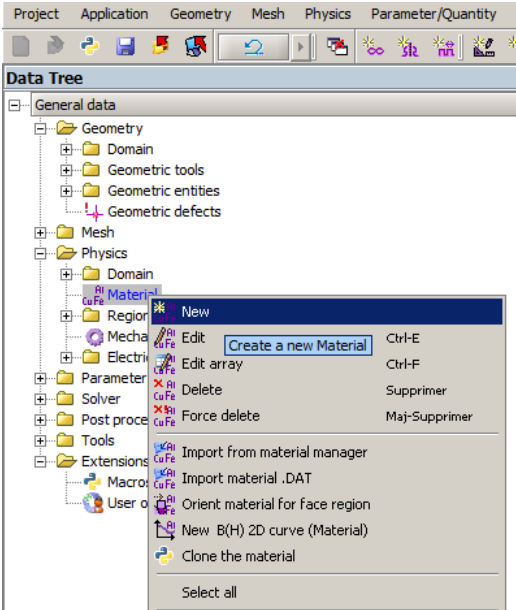 Project Application Geometry Mesh Physics Parameter/Quantity
Data Tree
General data
Geometry
Domain
Geometric tools
Geometric entities
Geometric defects
Mesh
Physics
Domain
Material
Region
Mecha
Electri
Parameter
Solver
Post proce
Tools
Extensions
Macros
User o
New
Edit Ctrl-E
Create a new Material
Edit array Ctrl-F
Delete Supprimer
Force delete Maj-Supprimer
Import from material manager
Import material .DAT
Orient material for face region
New B(H) 2D curve (Material)
Clone the material
Select all